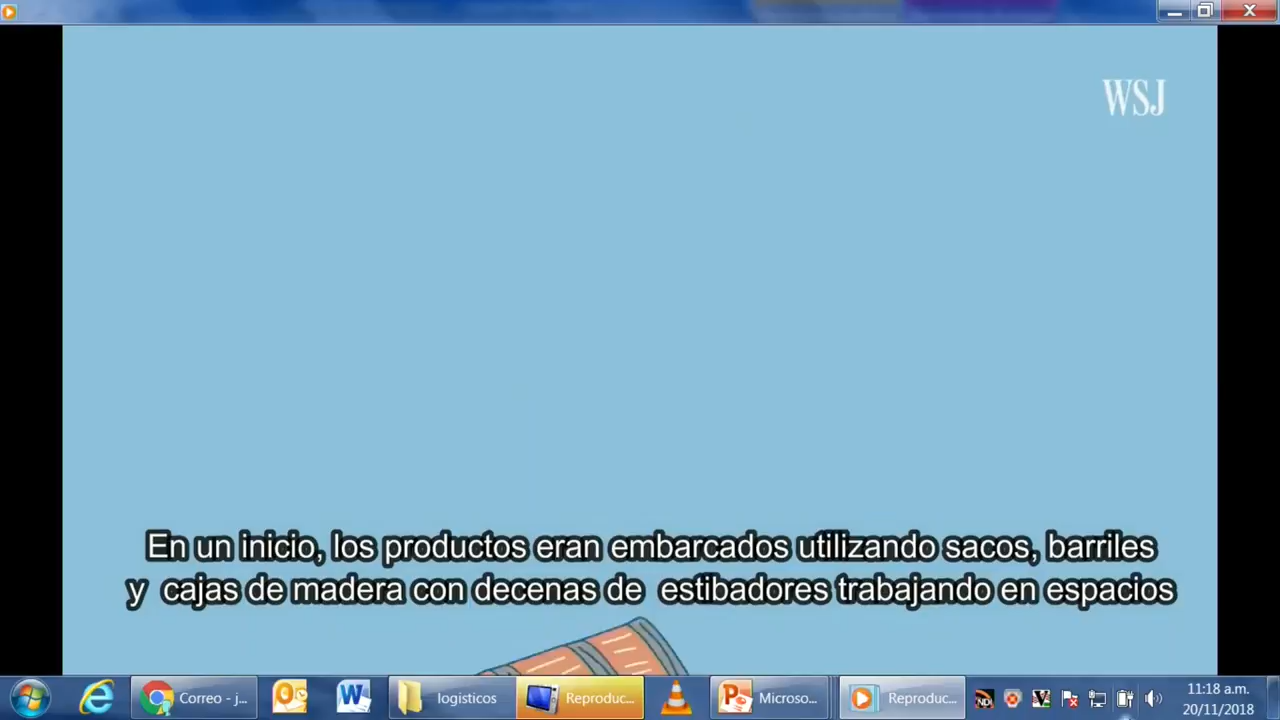 WSJ
En un inicio, los productos eran embarcados utilizando sacos, barriles
y cajas de madera con decenas de estibadores trabajando en espacios
Correo - j...
logisticos
Reproduc...
Microso...
Reproduc...
11:18 a.m.
20/11/2018